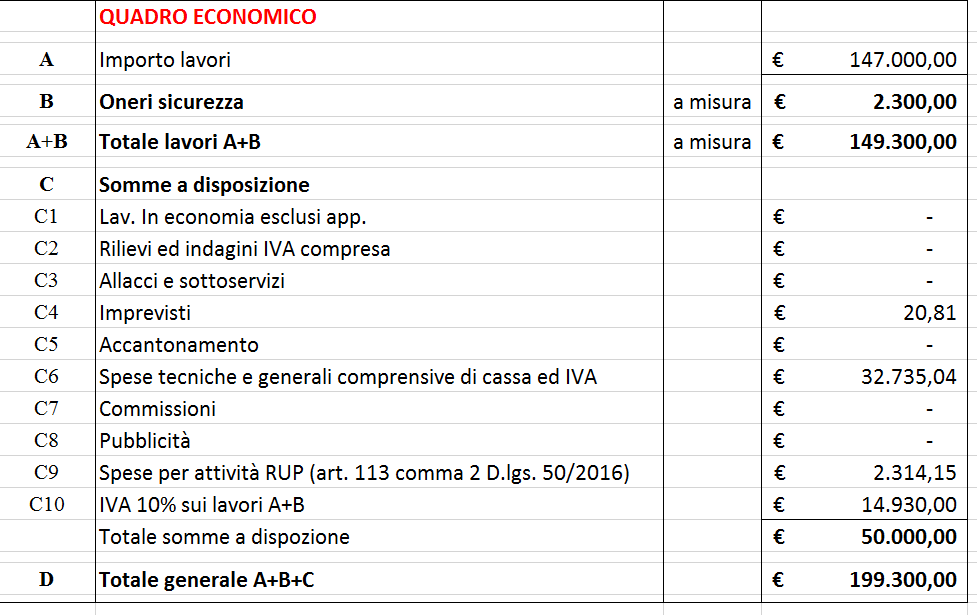 QUADRO ECONOMICO
A Importo lavori € 147.000,00
B Oneri sicurezza a misura € 2.300,00
A+B Totale lavori A+B a misura € 149.300,00
C Somme a disposizione
C1 Lav. In economia esclusi app. € -
C2 Rilievi ed indagini IVA compresa € -
C3 Allacci e sottoservizi € -
C4 Imprevisti € 20,81
C5 Accantonamento € -
C6 Spese tecniche e generali comprensive di cassa ed IVA € 32.735,04
C7 Commissioni € -
C8 Pubblicità € -
C9 Spese per attività RUP (art. 113 comma 2 D.lgs. 50/2016) € 2.314,15
C10 IVA 10% sui lavori A+B € 14.930,00
Totale somme a dispozione € 50.000,00
D Totale generale A+B+C € 199.300,00